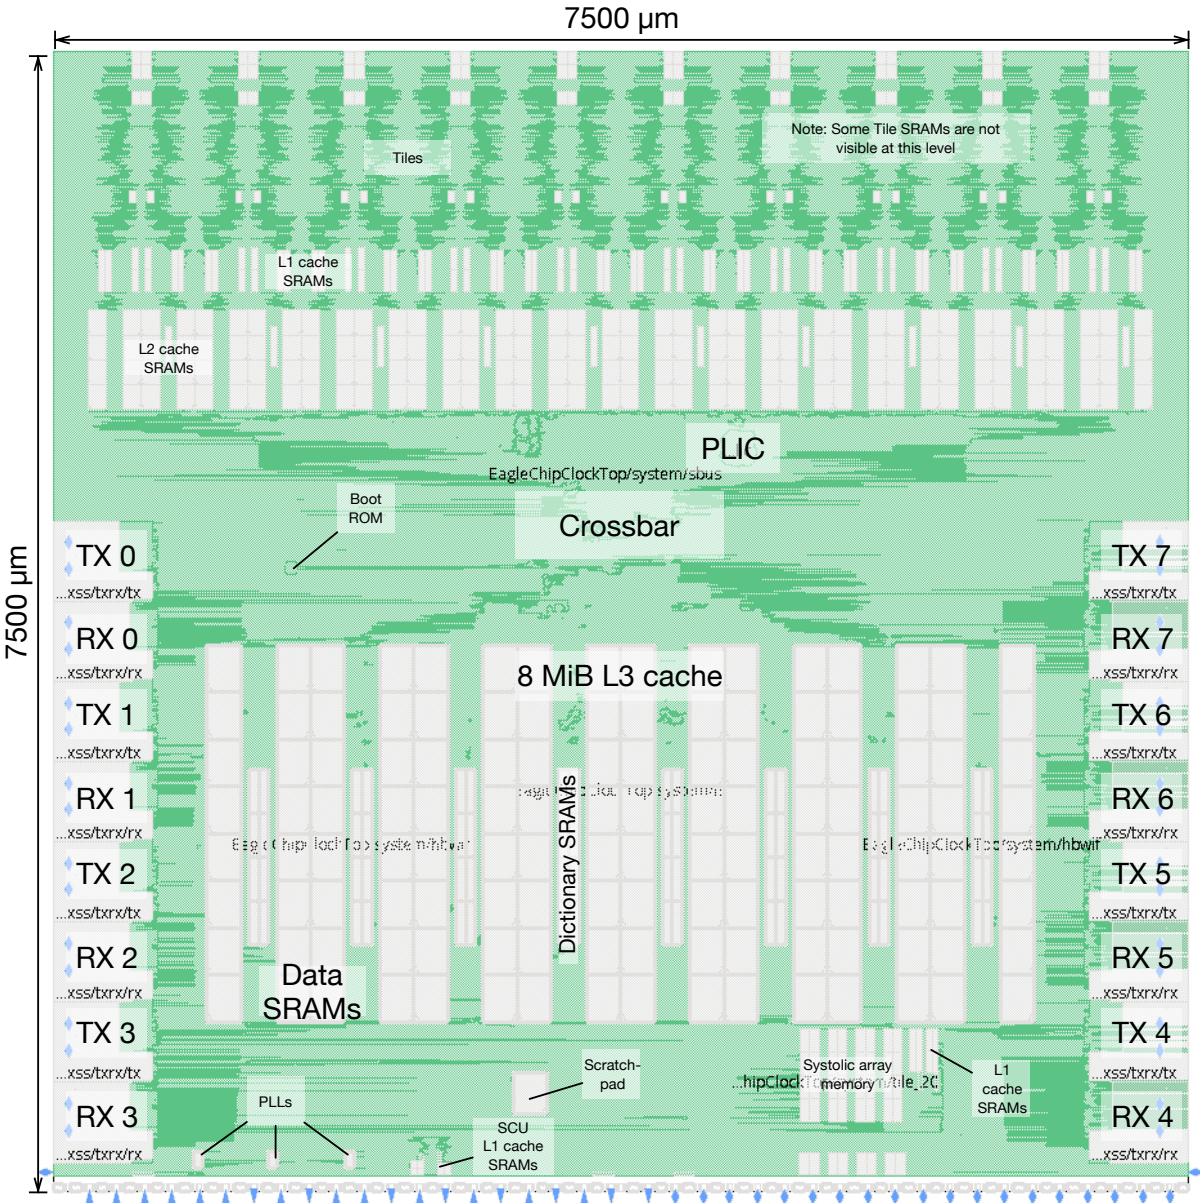 7500 µm
7500 µm
Note: Some Tile SRAMs are not
visible at this level
Tiles
L1 cache
SRAMs
L2 cache
SRAMs
PLIC
EagleChipClockTop/system/sbus
Boot
ROM
Crossbar
TX 0
...xss/txrx/tx
RX 0
...xss/txrx/rx
TX 1
...xss/txrx/tx
RX 1
...xss/txrx/rx
TX 2
...xss/txrx/tx
RX 2
...xss/txrx/rx
TX 3
...xss/txrx/tx
RX 3
...xss/txrx/rx
TX 7
...xss/txrx/tx
RX 7
...xss/txrx/rx
TX 6
...xss/txrx/tx
RX 6
...xss/txrx/rx
TX 5
...xss/txrx/tx
RX 5
...xss/txrx/rx
TX 4
...xss/txrx/tx
RX 4
...xss/txrx/rx
8 MiB L3 cache
Dictionary SRAMs
EagleChipClockTop/system/hbwif
EagleChipClockTop/system/hbwif
Data
SRAMs
Scratch-
pad
Systolic array
memory
L1
cache
SRAMs
PLLs
SCU
L1 cache
SRAMs